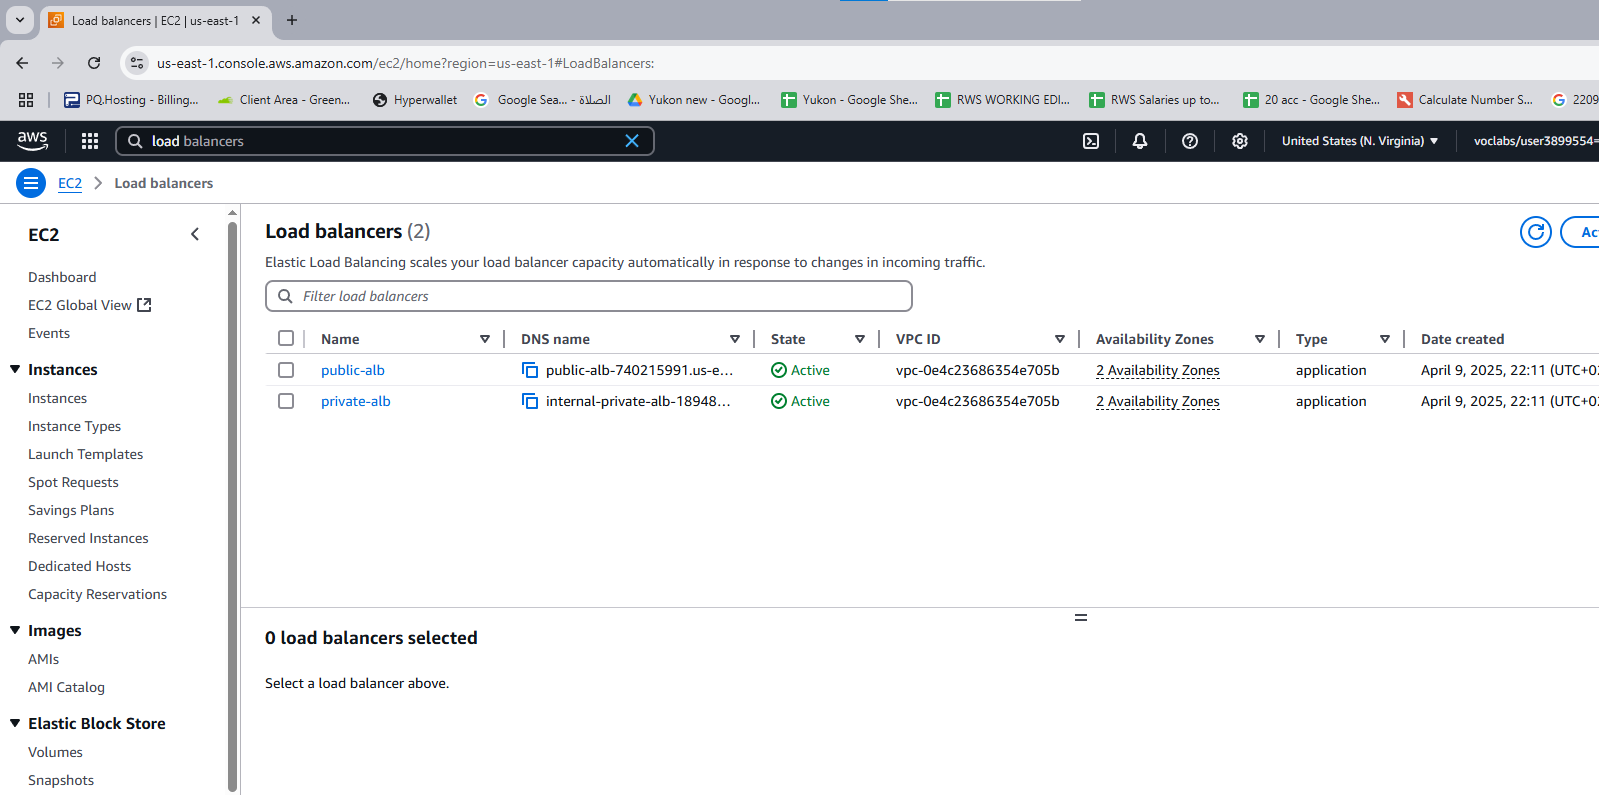 Load balancers | EC2 | us-east-1
us-east-1.console.aws.amazon.com/ec2/home?region=us-east-1#LoadBalancers:
PQ.Hosting - Billing... Client Area - Green... Hyperwallet Google Sea... - الصلاة Yukon new - Googl... Yukon - Google She... RWS WORKING EDI... RWS Salaries up to... 20 acc - Google She... Calculate Number S... 2209
aws load balancers United States (N. Virginia) voclabs/user3899554=
EC2 Load balancers
EC2
Dashboard
EC2 Global View
Events
Instances
Instances
Instance Types
Launch Templates
Spot Requests
Savings Plans
Reserved Instances
Dedicated Hosts
Capacity Reservations
Images
AMIs
AMI Catalog
Elastic Block Store
Volumes
Snapshots
Load balancers (2)
Ac
Elastic Load Balancing scales your load balancer capacity automatically in response to changes in incoming traffic.
Filter load balancers
Name DNS name State VPC ID Availability Zones Type Date created
public-alb public-alb-740215991.us-e... Active vpc-0e4c23686354e705b 2 Availability Zones application April 9, 2025, 22:11 (UTC+02
private-alb internal-private-alb-18948... Active vpc-0e4c23686354e705b 2 Availability Zones application April 9, 2025, 22:11 (UTC+02
0 load balancers selected
Select a load balancer above.